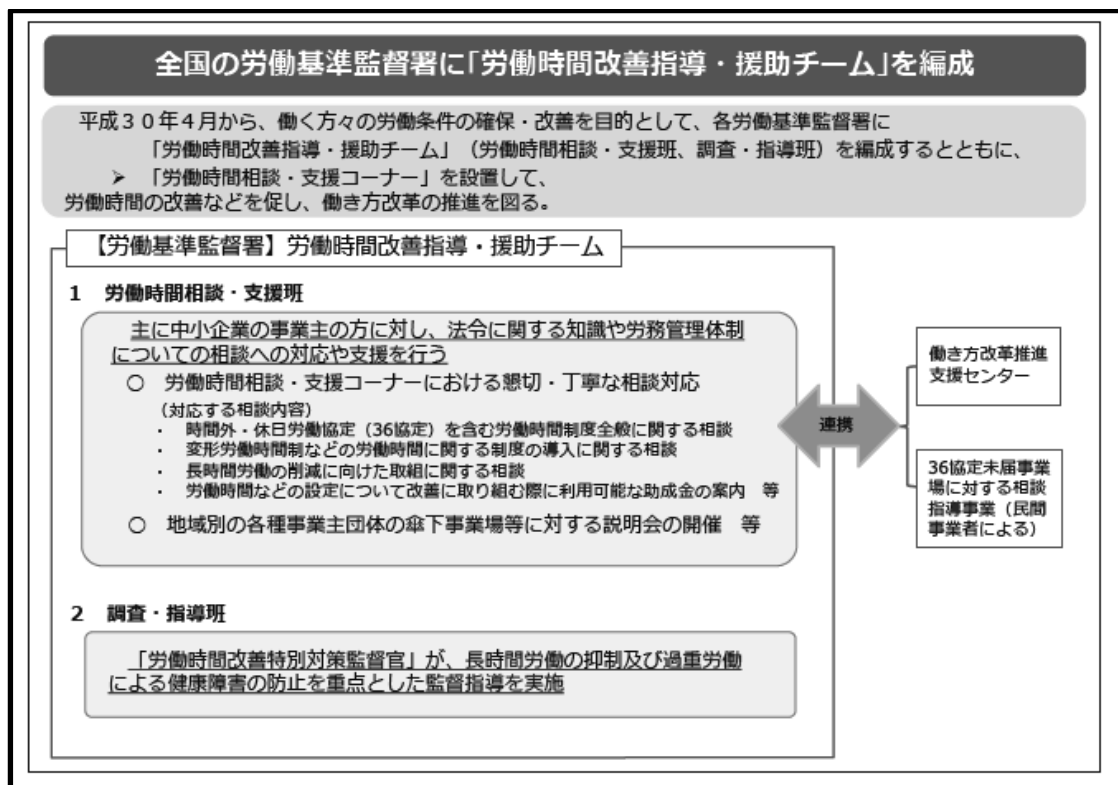 全国の労働基準監督署に「労働時間改善指導・援助チーム」を編成
平成30年4月から、働く方々の労働条件の確保・改善を目的として、各労働基準監督署に
「労働時間改善指導・援助チーム」（労働時間相談・支援班、調査・指導班）を編成するとともに、
➢ 「労働時間相談・支援コーナー」を設置して、
労働時間の改善などを促し、働き方改革の推進を図る。
【労働基準監督署】労働時間改善指導・援助チーム
1 労働時間相談・支援班
主に中小企業の事業主の方に対し、法令に関する知識や労務管理体制
についての相談への対応や支援を行う
○ 労働時間相談・支援コーナーにおける懇切・丁寧な相談対応
（対応する相談内容）
・ 時間外・休日労働協定（36協定）を含む労働時間制度全般に関する相談
・ 変形労働時間制などの労働時間に関する制度の導入に関する相談
・ 長時間労働の削減に向けた取組に関する相談
・ 労働時間などの設定について改善に取り組む際に利用可能な助成金の案内 等
○ 地域別の各種事業主団体の傘下事業場等に対する説明会の開催 等
2 調査・指導班
「労働時間改善特別対策監督官」が、長時間労働の抑制及び過重労働
による健康障害の防止を重点とした監督指導を実施
連携
働き方改革推進
支援センター
36協定未届事業
場に対する相談
指導事業（民間
事業者による）